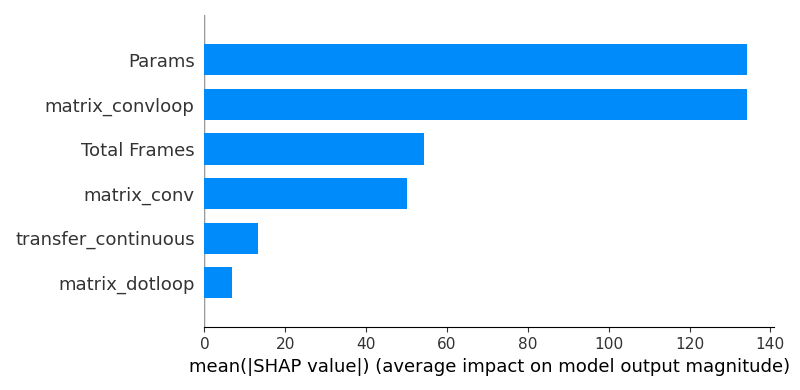 Params
matrix_convloop
Total Frames
matrix_conv
transfer_continuous
matrix_dotloop
0 20 40 60 80 100 120 140
mean(|SHAP value|) (average impact on model output magnitude)